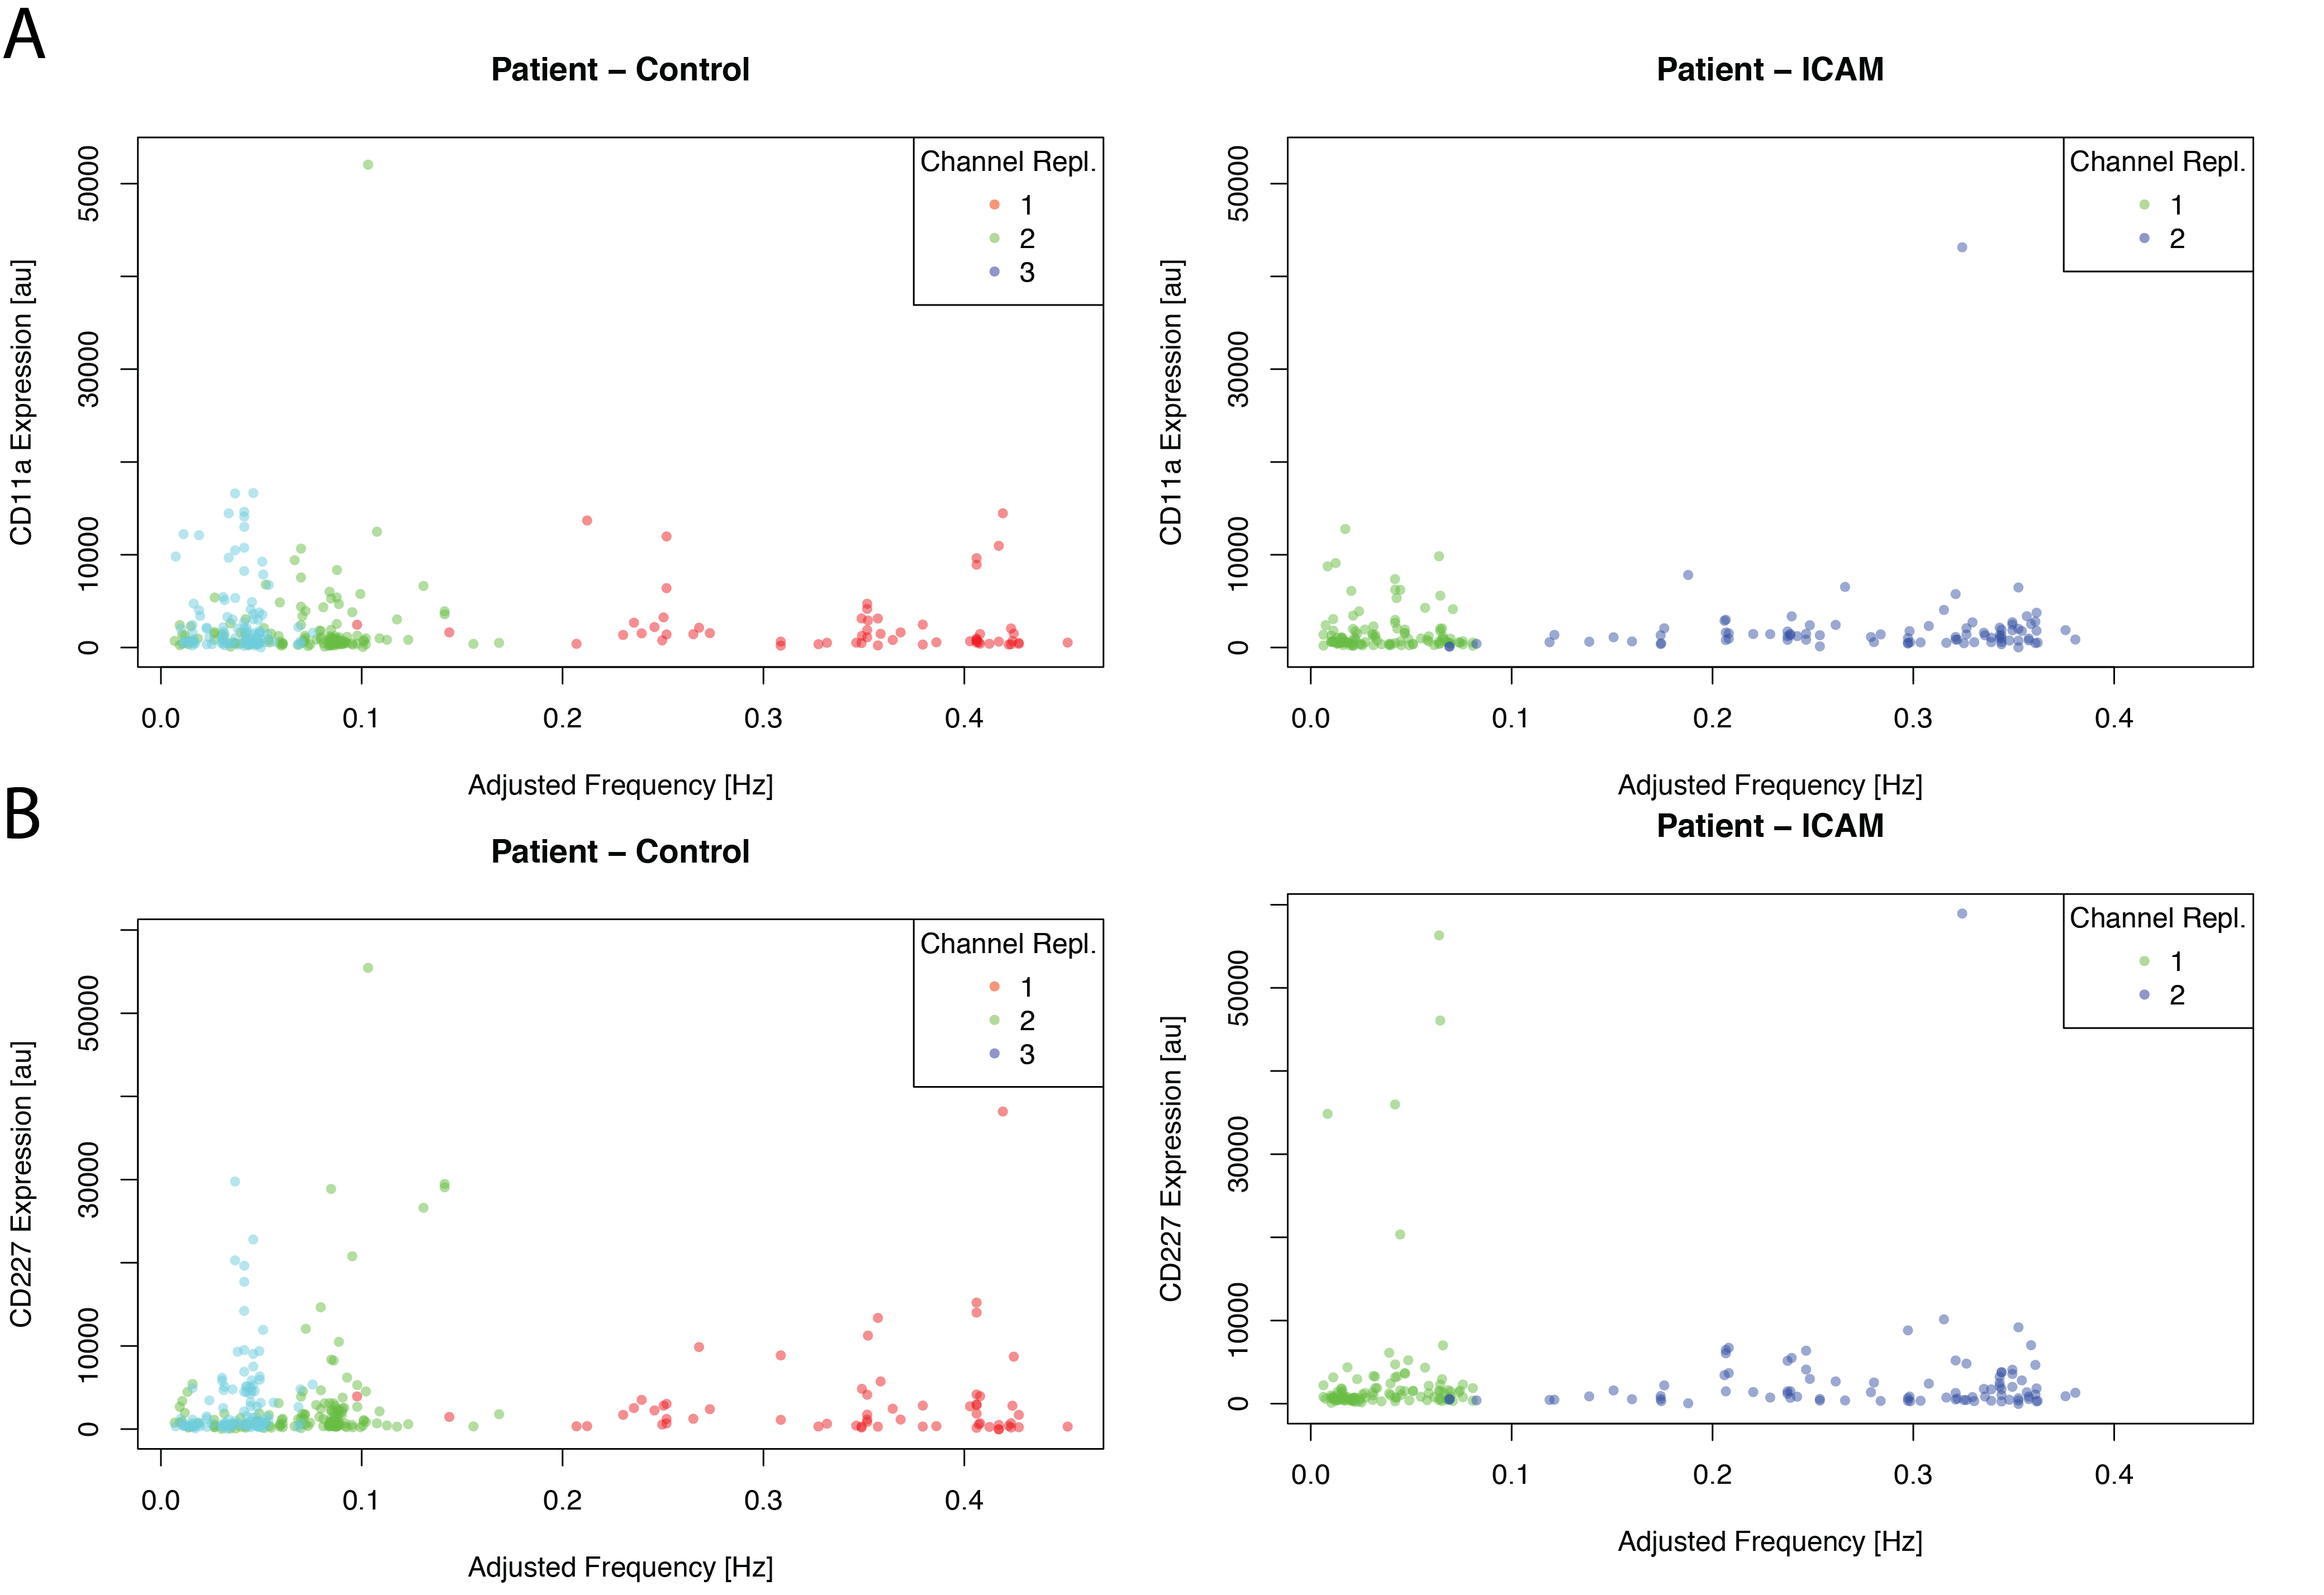 A
Patient – Control
CD11a Expression [au]
50000
30000
10000
0
0.0 0.1 0.2 0.3 0.4
Adjusted Frequency [Hz]
Channel Repl.
1
2
3
Patient – ICAM
CD11a Expression [au]
50000
30000
10000
0
0.0 0.1 0.2 0.3 0.4
Adjusted Frequency [Hz]
Channel Repl.
1
2
B
Patient – Control
CD227 Expression [au]
50000
30000
10000
0
0.0 0.1 0.2 0.3 0.4
Adjusted Frequency [Hz]
Channel Repl.
1
2
3
Patient – ICAM
CD227 Expression [au]
50000
30000
10000
0
0.0 0.1 0.2 0.3 0.4
Adjusted Frequency [Hz]
Channel Repl.
1
2